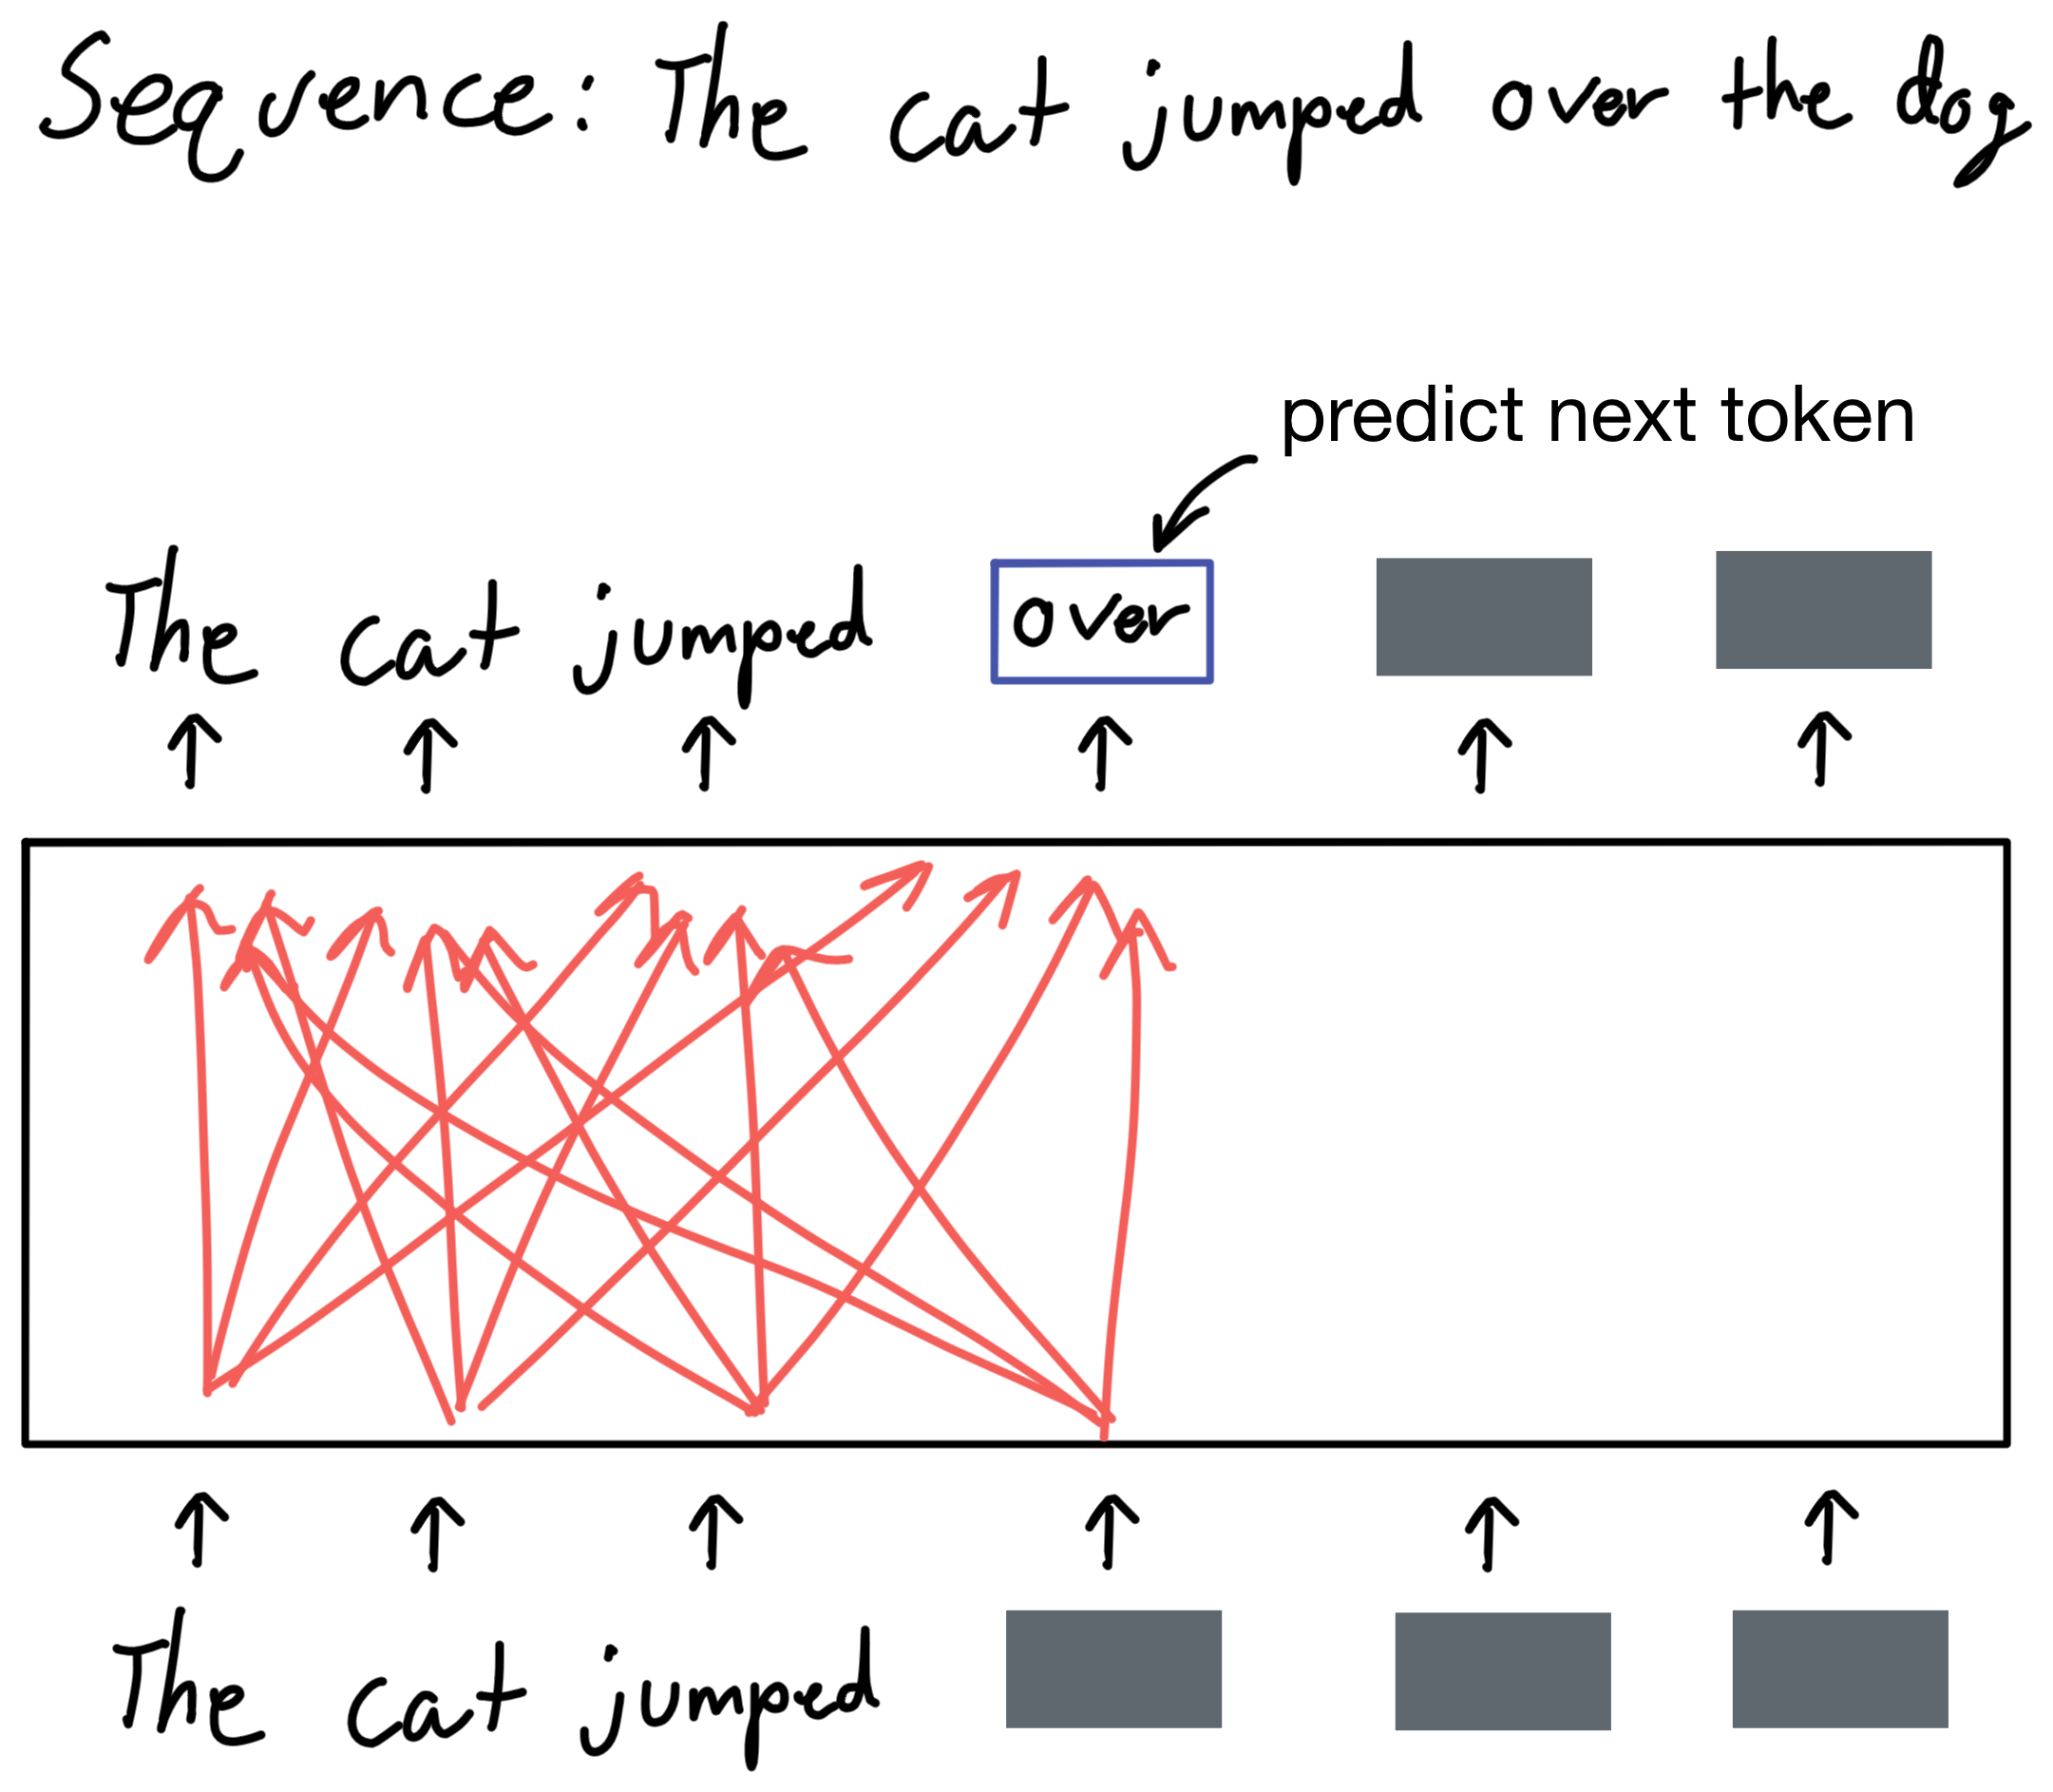 Sequence: The cat jumped over the dog
predict next token
The cat jumped over
The cat jumped